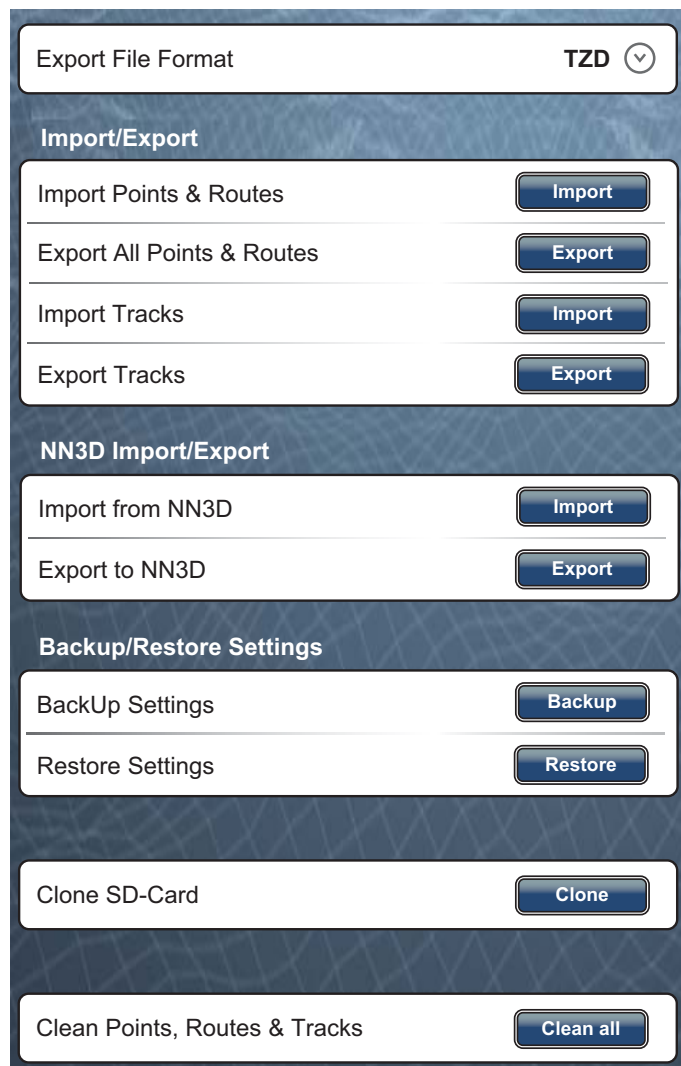 Export File Format TZD
Import/Export
Import Points & Routes Import
Export All Points & Routes Export
Import Tracks Import
Export Tracks Export
NN3D Import/Export
Import from NN3D Import
Export to NN3D Export
Backup/Restore Settings
BackUp Settings Backup
Restore Settings Restore
Clone SD-Card Clone
Clean Points, Routes & Tracks Clean all